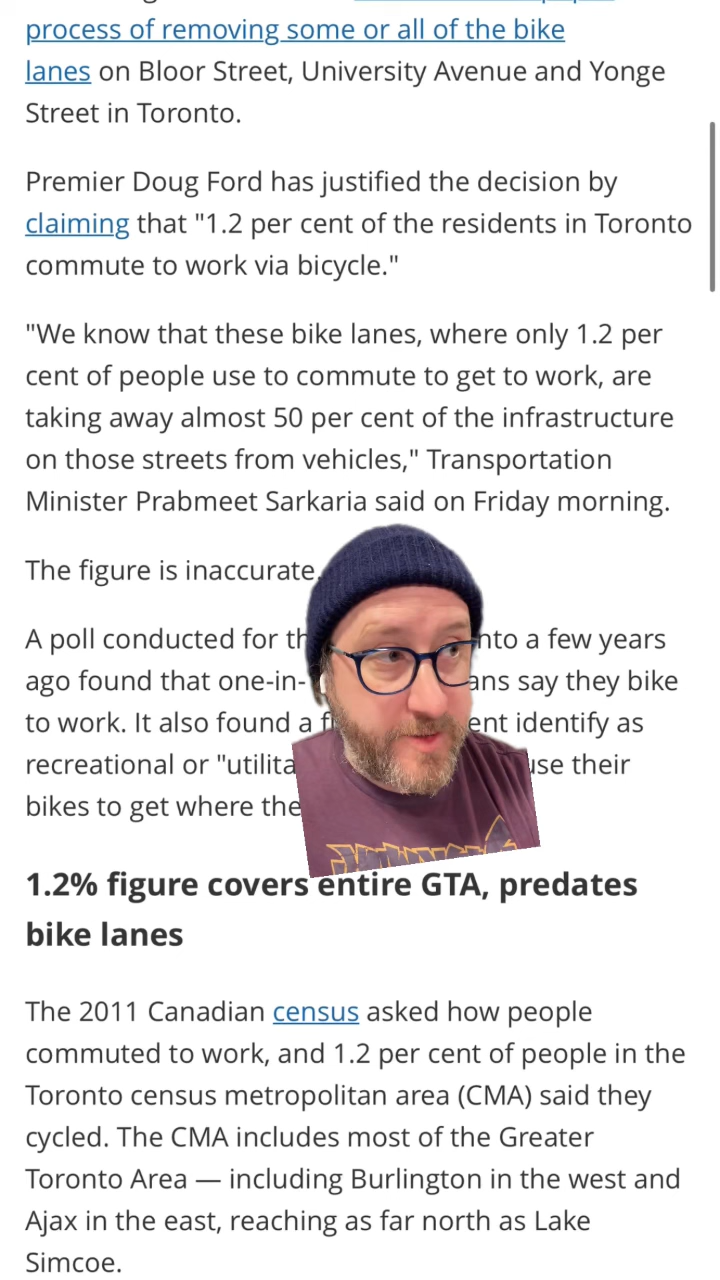 process of removing some or all of the bike
lanes on Bloor Street, University Avenue and Yonge
Street in Toronto.
Premier Doug Ford has justified the decision by
claiming that "1.2 per cent of the residents in Toronto
commute to work via bicycle."
"We know that these bike lanes, where only 1.2 per
cent of people use to commute to get to work, are
taking away almost 50 per cent of the infrastructure
on those streets from vehicles," Transportation
Minister Prabmeet Sarkaria said on Friday morning.
The figure is inaccurate.
A poll conducted for th nto a few years
ago found that one-in- ans say they bike
to work. It also found a f ent identify as
recreational or "utilita use their
bikes to get where the
1.2% figure covers entire GTA, predates
bike lanes
The 2011 Canadian census asked how people
commuted to work, and 1.2 per cent of people in the
Toronto census metropolitan area (CMA) said they
cycled. The CMA includes most of the Greater
Toronto Area — including Burlington in the west and
Ajax in the east, reaching as far north as Lake
Simcoe.